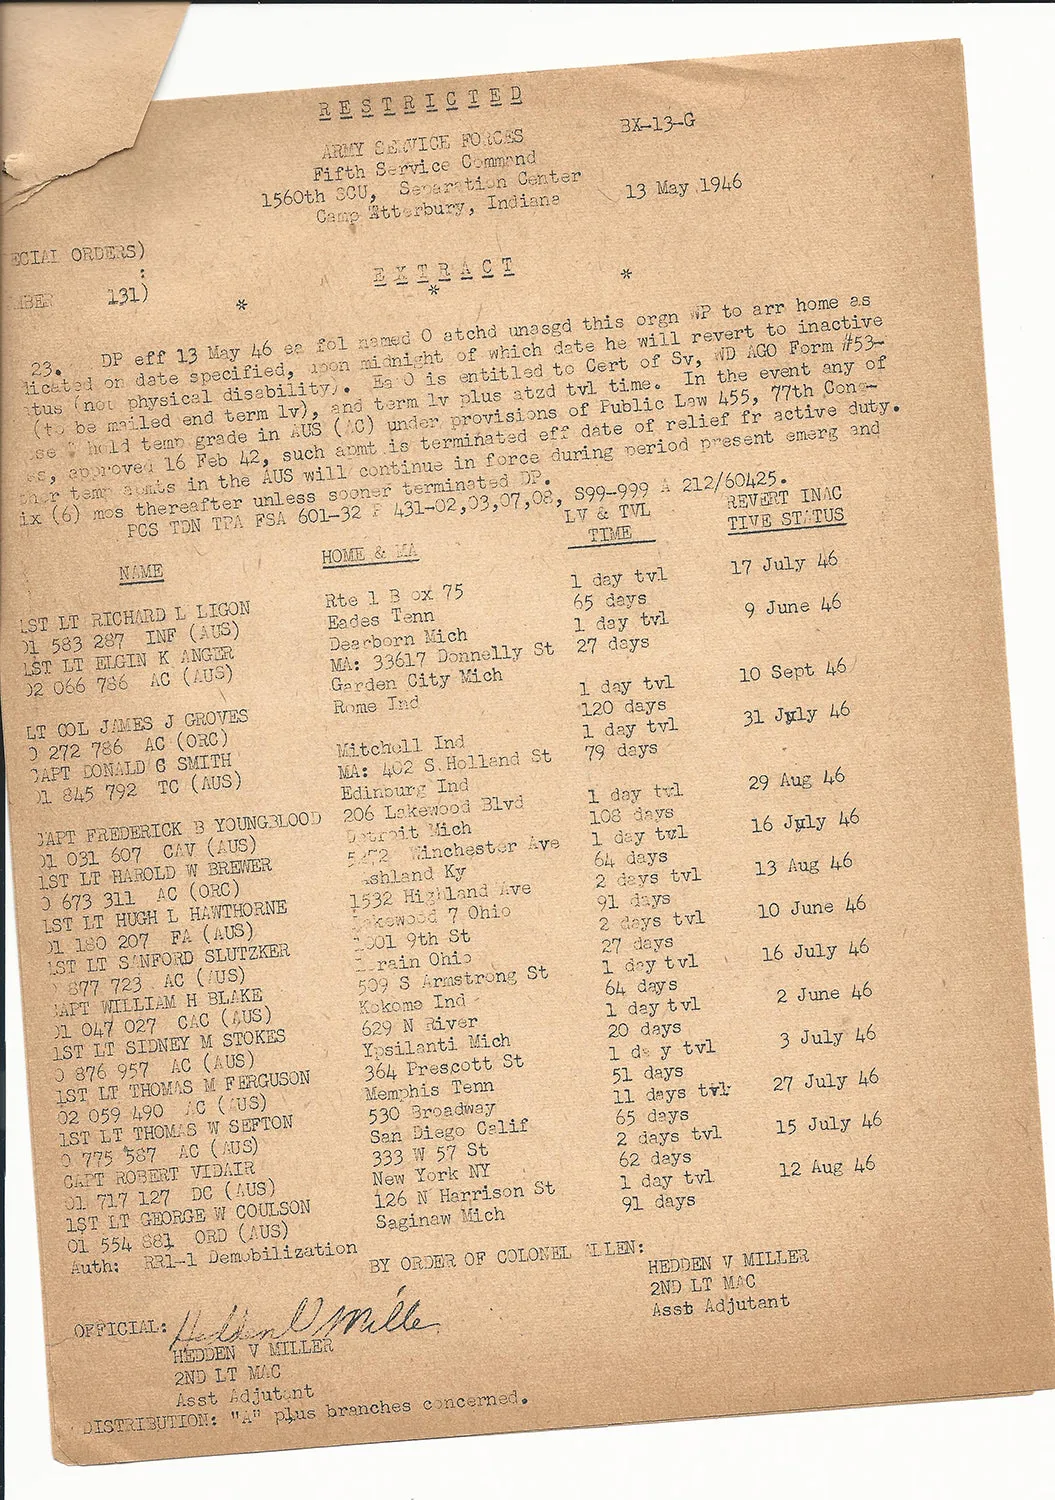 RESTRICTED
BX-13-G
ARMY SERVICE FORCES
Fifth Service Command
1560th SCU, Separation Center
Camp Atterbury, Indiana
13 May 1946
ECIAL ORDERS)
:
MBER 131)
EXTRACT
* * *
23. DP eff 13 May 46 ea fol named O atchd unasgd this orgn WP to arr home as
dicated on date specified, upon midnight of which date he will revert to inactive
atus (not physical disability). Ea O is entitled to Cert of Sv, WD AGO Form #53-
(to be mailed end term lv), and term lv plus atzd tvl time. In the event any of
se O hold temp grade in AUS (AC) under provisions of Public Law 455, 77th Con-
es, approved 16 Feb 42, such apmt is terminated eff date of relief fr active duty.
her temp apmts in the AUS will continue in force during period present emerg and
ix (6) mos thereafter unless sooner terminated DP.
PCS TDN TPA FSA 601-32 P 431-02,03,07,08, S99-999 A 212/60425.
NAME HOME & MA LV & TVL TIME REVERT INAC TIVE STATUS
1ST LT RICHARD L LIGON Rte 1 B ox 75 1 day tvl 17 July 46
O1 583 287 INF (AUS) Eades Tenn 65 days
1ST LT ELGIN K ANGER Dearborn Mich 1 day tvl 9 June 46
O2 066 786 AC (AUS) MA: 33617 Donnelly St 27 days
Garden City Mich
LT COL JAMES J GROVES Rome Ind 1 day tvl 10 Sept 46
O 272 786 AC (ORC) 120 days
CAPT DONALD C SMITH Mitchell Ind 1 day tvl 31 July 46
O1 845 792 TC (AUS) MA: 402 S Holland St 79 days
Edinburg Ind
CAPT FREDERICK B YOUNGBLOOD 206 Lakewood Blvd 1 day tvl 29 Aug 46
O1 031 607 CAV (AUS) Detroit Mich 108 days
1ST LT HAROLD W BREWER Winchester Ave 1 day tvl 16 July 46
O 673 311 AC (ORC) Ashland Ky 64 days
1ST LT HUGH L HAWTHORNE 1532 Highland Ave 2 days tvl 13 Aug 46
O1 180 207 FA (AUS) Lakewood 7 Ohio 91 days
1ST LT SANFORD SLUTZKER 1001 9th St 2 days tvl 10 June 46
O 877 723 AC (AUS) Lorain Ohio 27 days
CAPT WILLIAM H BLAKE 509 S Armstrong St 1 day tvl 16 July 46
O1 047 027 CAC (AUS) Kokomo Ind 64 days
1ST LT SIDNEY M STOKES 629 N River 1 day tvl 2 June 46
O 876 957 AC (AUS) Ypsilanti Mich 20 days
1ST LT THOMAS M FERGUSON 364 Prescott St 1 day tvl 3 July 46
O2 059 490 AC (AUS) Memphis Tenn 51 days
1ST LT THOMAS W SEFTON 530 Broadway 11 days tvl 27 July 46
O 775 587 AC (AUS) San Diego Calif 65 days
CAPT ROBERT VIDAIR 333 W 57 St 2 days tvl 15 July 46
O1 717 127 DC (AUS) New York NY 62 days
1ST LT GEORGE W COULSON 126 N Harrison St 1 day tvl 12 Aug 46
O1 554 881 ORD (AUS) Saginaw Mich 91 days
Auth: RR1-1 Demobilization
BY ORDER OF COLONEL ALLEN:
HEDDEN V MILLER
2ND LT MAC
Asst Adjutant
OFFICIAL: Hedden V Miller
HEDDEN V MILLER
2ND LT MAC
Asst Adjutant
DISTRIBUTION: "A" plus branches concerned.